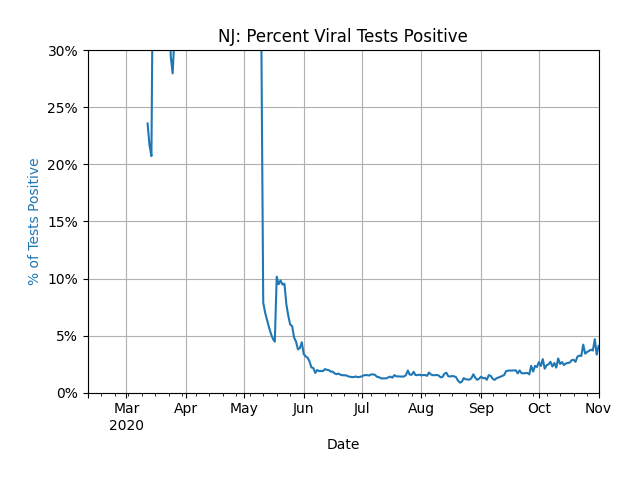 NJ: Percent Viral Tests Positive
30%
25%
20%
15%
10%
5%
0%
% of Tests Positive
Mar Apr May Jun Jul Aug Sep Oct Nov
2020
Date